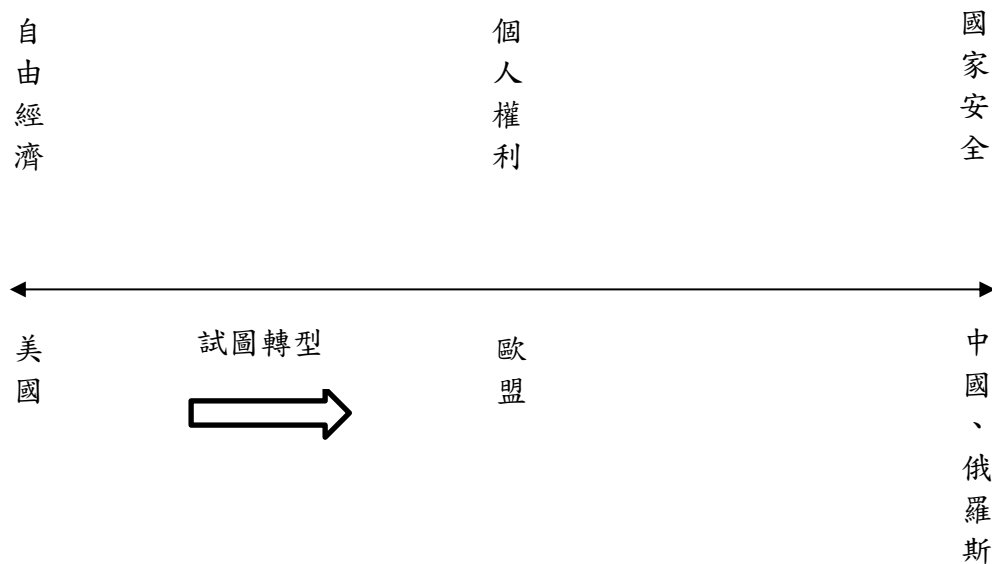 自由經濟
個人權利
國家安全
美國
試圖轉型
歐盟
中國、俄羅斯